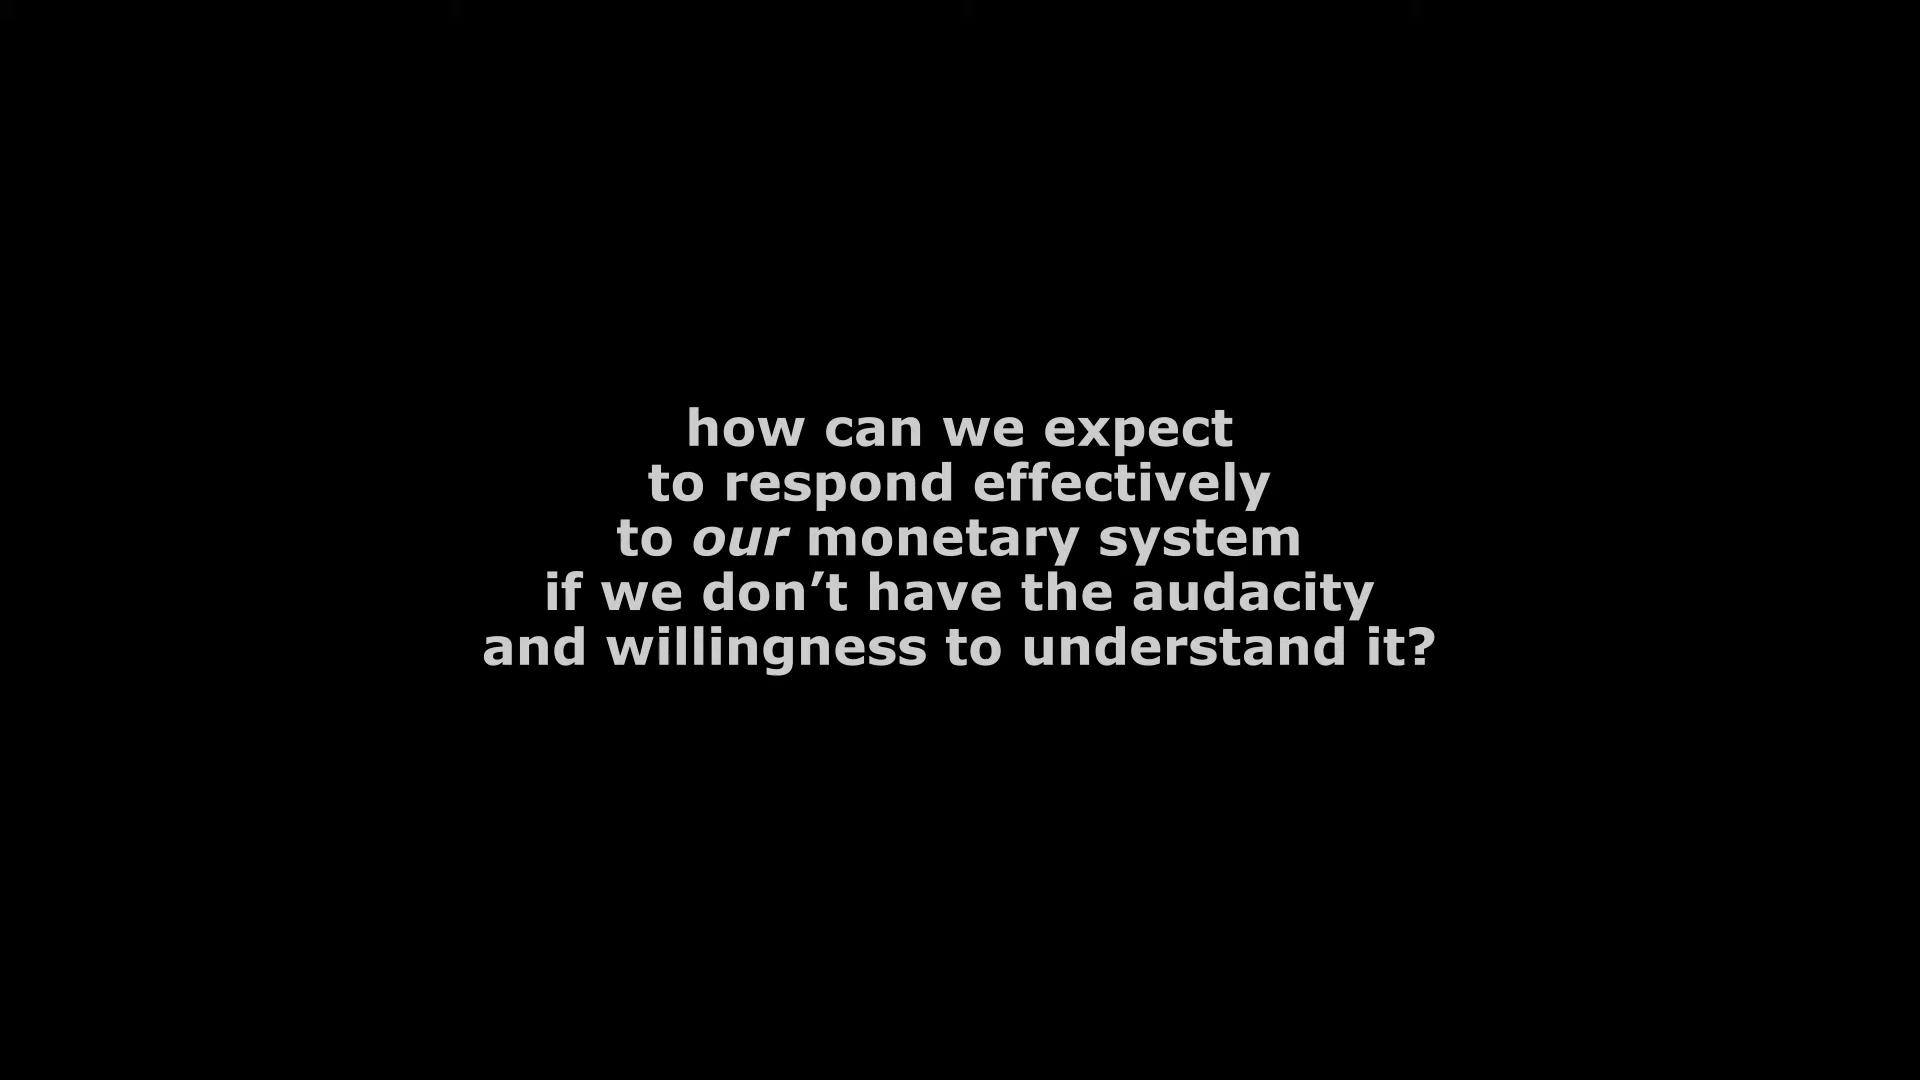 how can we expect
to respond effectively
to our monetary system
if we don’t have the audacity
and willingness to understand it?